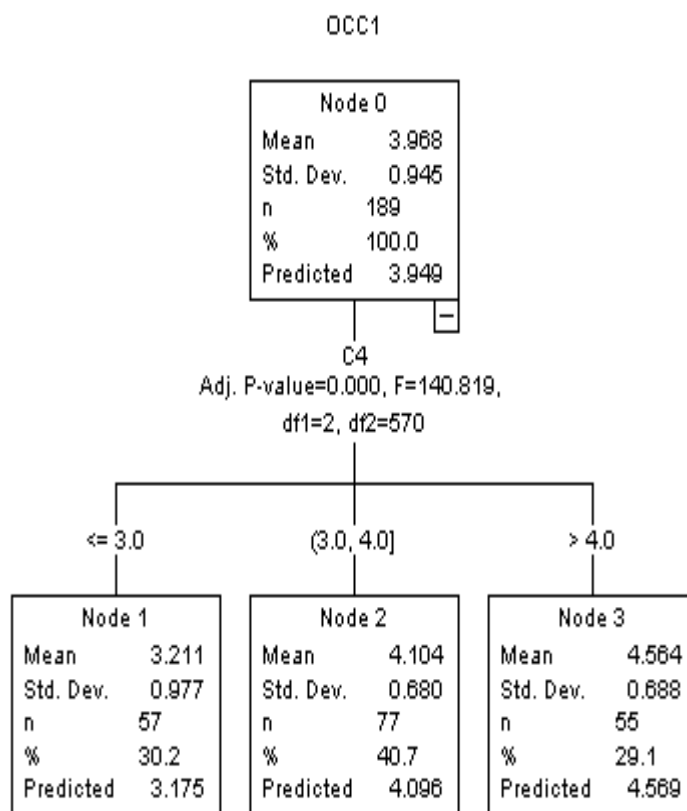 OCC1
Node 0
Mean 3.968
Std. Dev. 0.945
n 189
% 100.0
Predicted 3.949
C4
Adj. P-value=0.000, F=140.819,
df1=2, df2=570
<= 3.0
(3.0, 4.0]
> 4.0
Node 1
Mean 3.211
Std. Dev. 0.977
n 57
% 30.2
Predicted 3.175
Node 2
Mean 4.104
Std. Dev. 0.680
n 77
% 40.7
Predicted 4.096
Node 3
Mean 4.564
Std. Dev. 0.688
n 55
% 29.1
Predicted 4.569